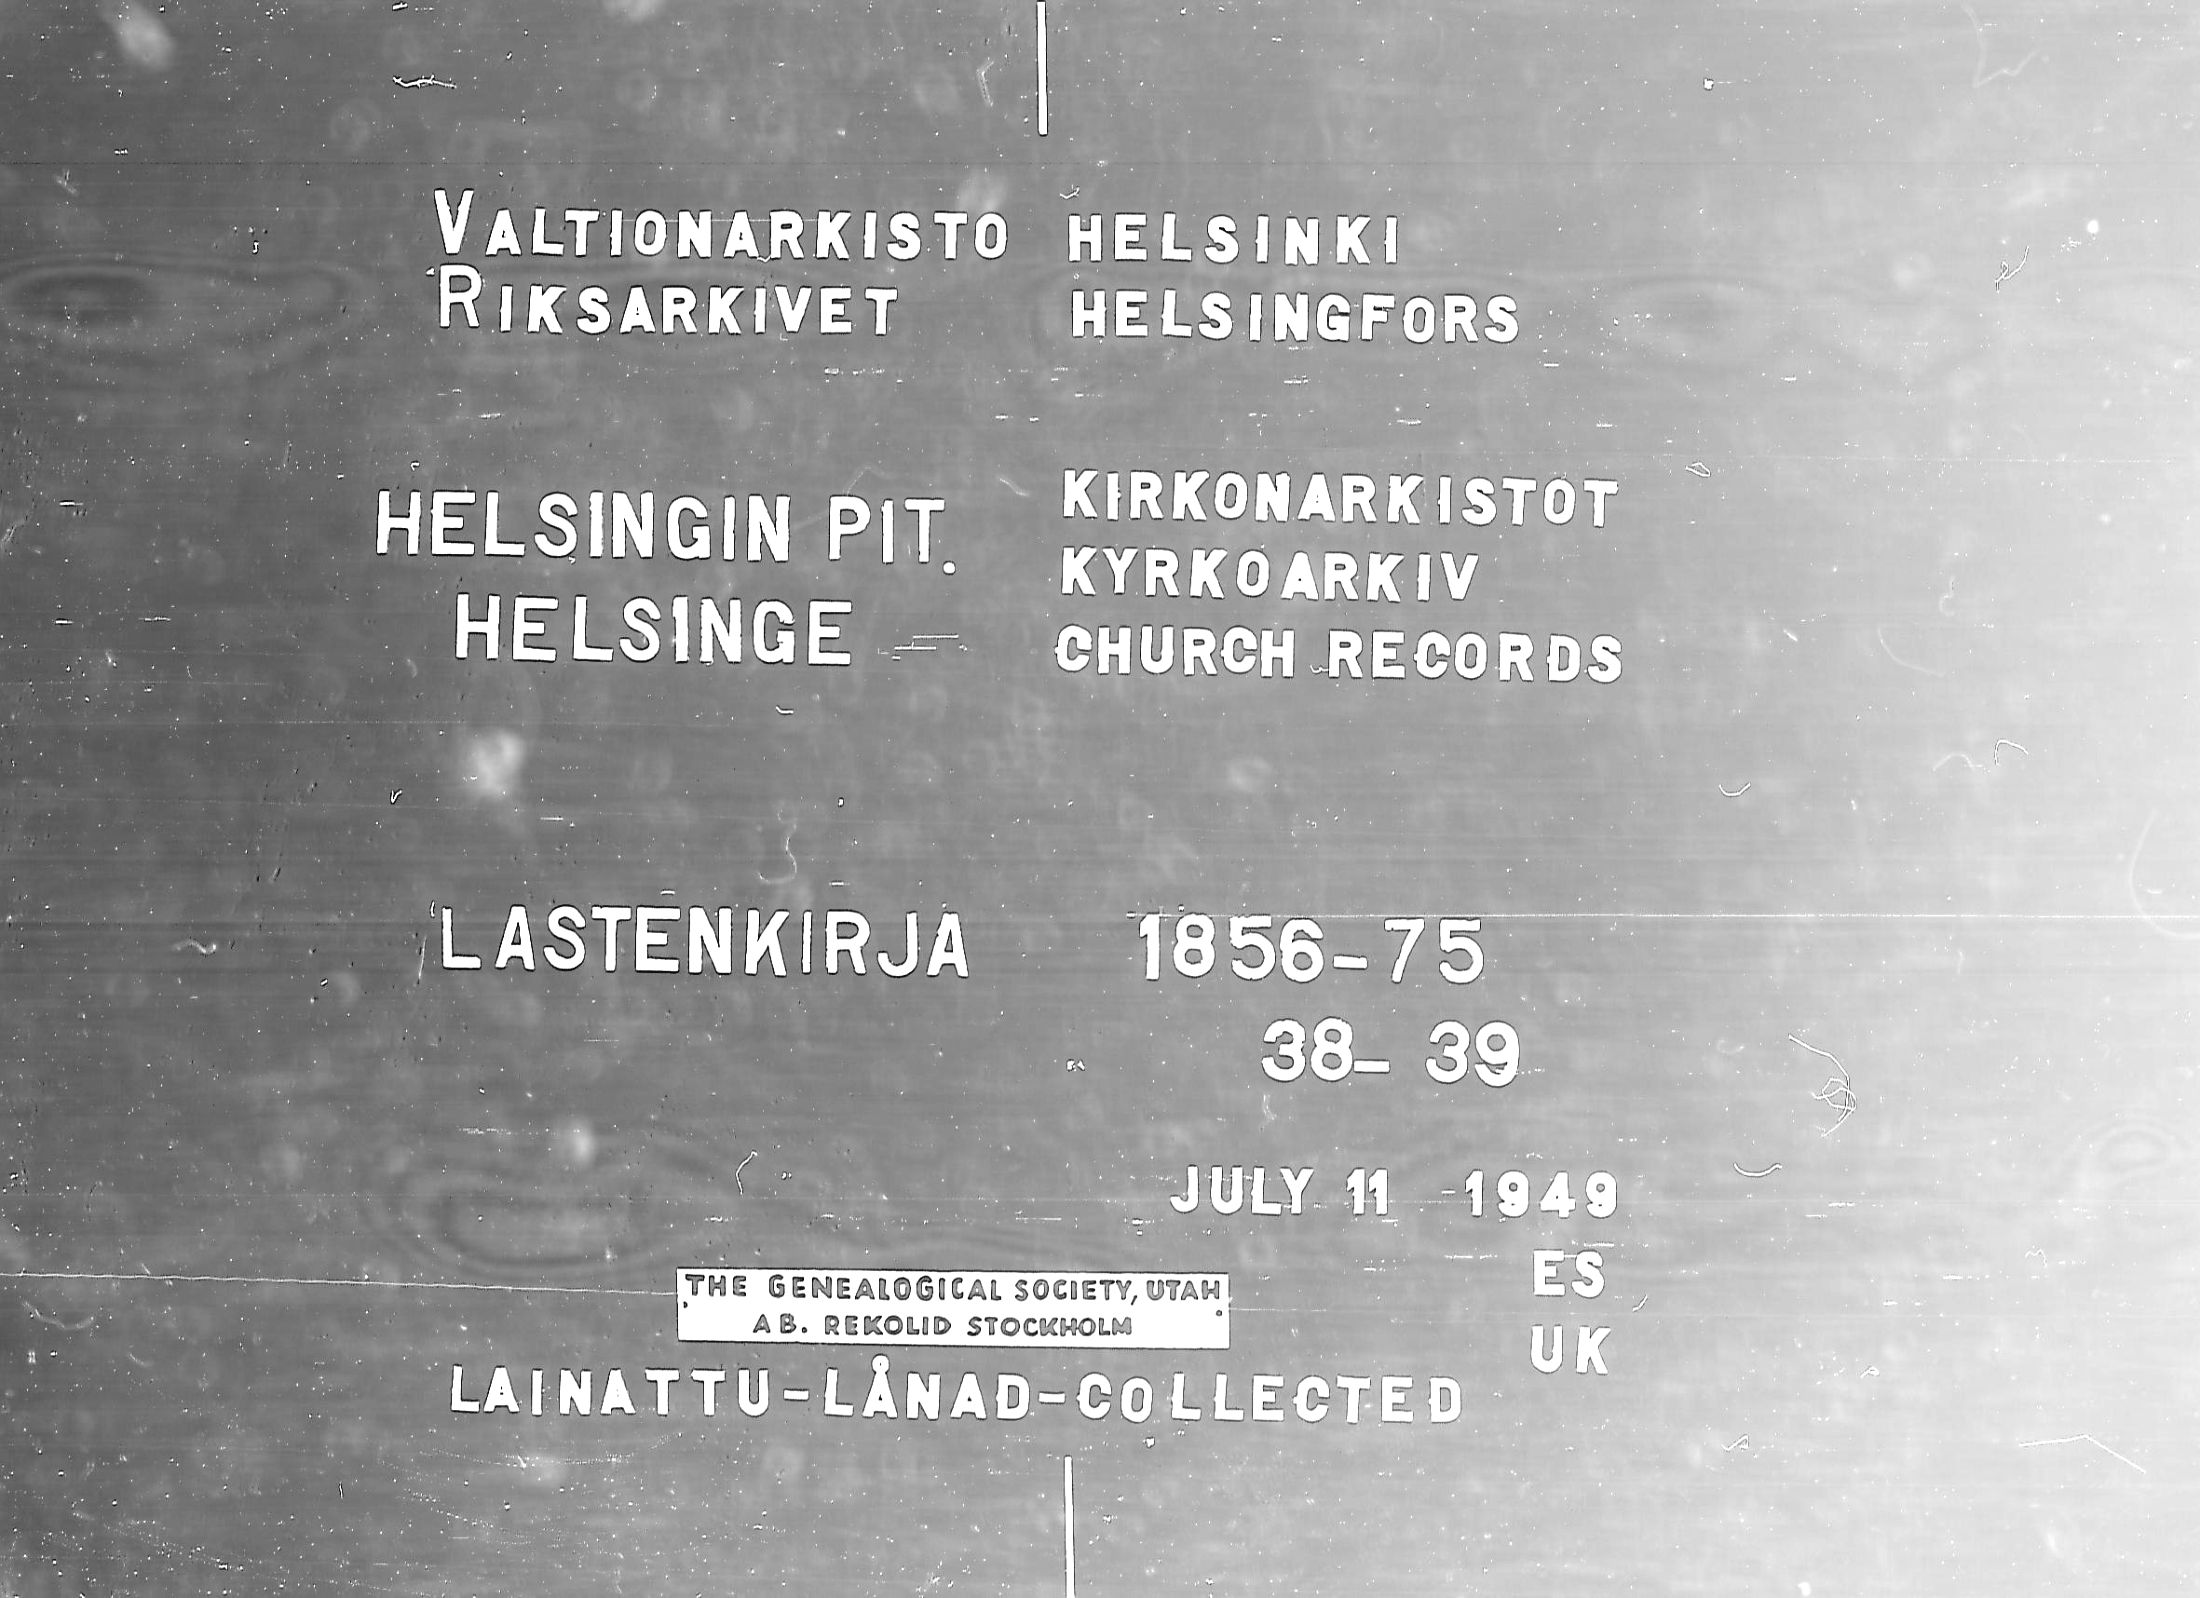 VALTIONARKISTO HELSINKI
RIKSARKIVET HELSINGFORS
HELSINGIN PIT.
HELSINGE
KIRKONARKISTOT
KYRKOARKIV
CHURCH RECORDS
LASTENKIRJA 1856-75
38-39
JULY 11 -1949
ES
UK
THE GENEALOGICAL SOCIETY, UTAH
AB. REKOLID STOCKHOLM
LAINATTU-LÅNAD-COLLECTED